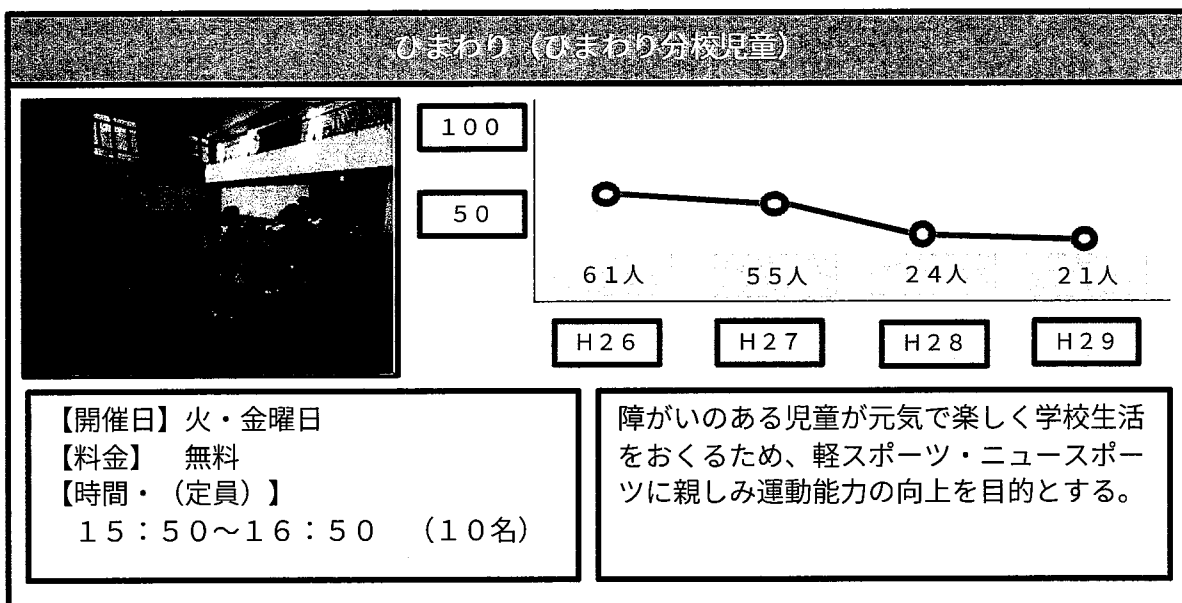 ひまわり（ひまわり分校児童）
100
50
61人
55人
24人
21人
H26
H27
H28
H29
【開催日】火・金曜日
【料金】　無料
【時間・（定員）】
15：50～16：50　（10名）
障がいのある児童が元気で楽しく学校生活
をおくるため、軽スポーツ・ニュースポー
ツに親しみ運動能力の向上を目的とする。